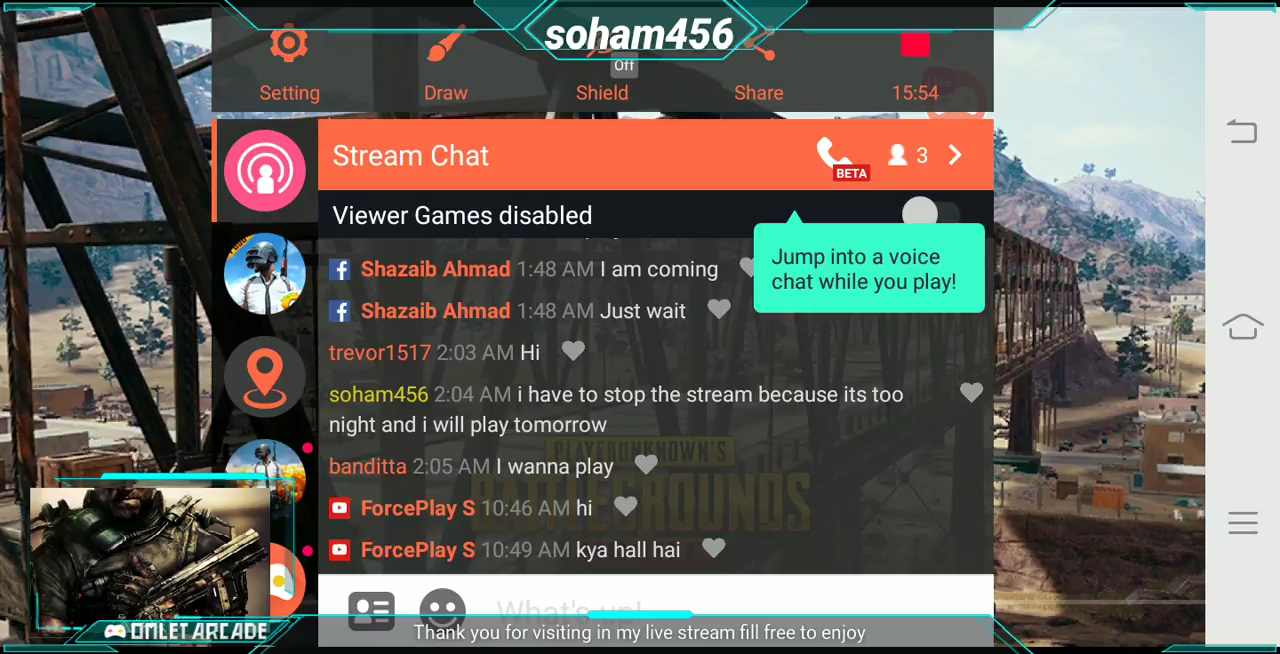 soham456
Off
Setting
Draw
Shield
Share
15:54
Stream Chat
BETA
3
Viewer Games disabled
Jump into a voice
chat while you play!
Shazaib Ahmad 1:48 AM I am coming
Shazaib Ahmad 1:48 AM Just wait
trevor1517 2:03 AM Hi
soham456 2:04 AM i have to stop the stream because its too
night and i will play tomorrow
banditta 2:05 AM I wanna play
PLAYERUNKNOWN'S
BATTLEGROUNDS
ForcePlay S 10:46 AM hi
ForcePlay S 10:49 AM kya hall hai
What's up!
OMLET ARCADE
Thank you for visiting in my live stream fill free to enjoy